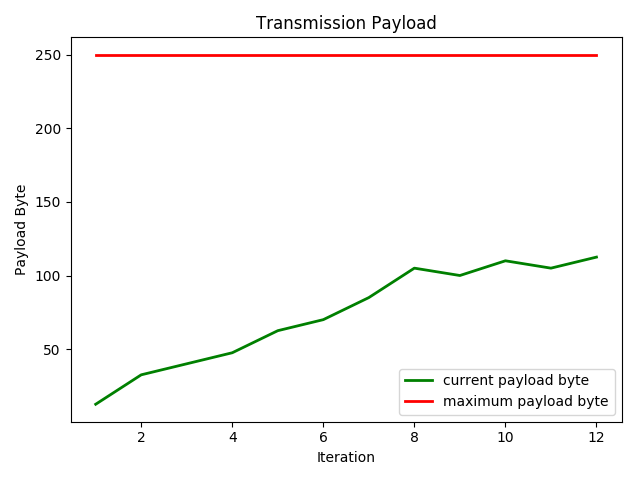 Transmission Payload
250
200
150
100
50
Payload Byte
current payload byte
maximum payload byte
2
4
6
8
10
12
Iteration